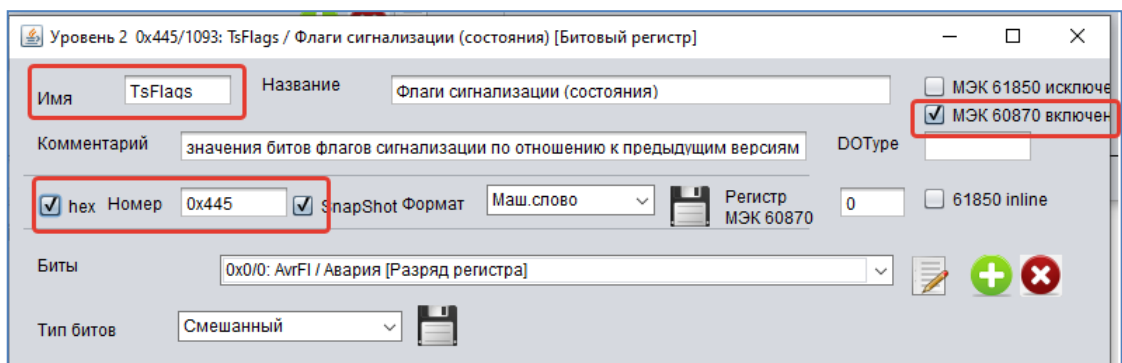 Уровень 2 0x445/1093: TsFlags / Флаги сигнализации (состояния) [Битовый регистр]
Имя TsFlags Название Флаги сигнализации (состояния) МЭК 61850 исключе
МЭК 60870 включен
Комментарий значения битов флагов сигнализации по отношению к предыдущим версиям DOType
hex Номер 0x445 SnapShot Формат Маш.слово Регистр МЭК 60870 0 61850 inline
Биты 0x0/0: AvrFl / Авария [Разряд регистра]
Тип битов Смешанный